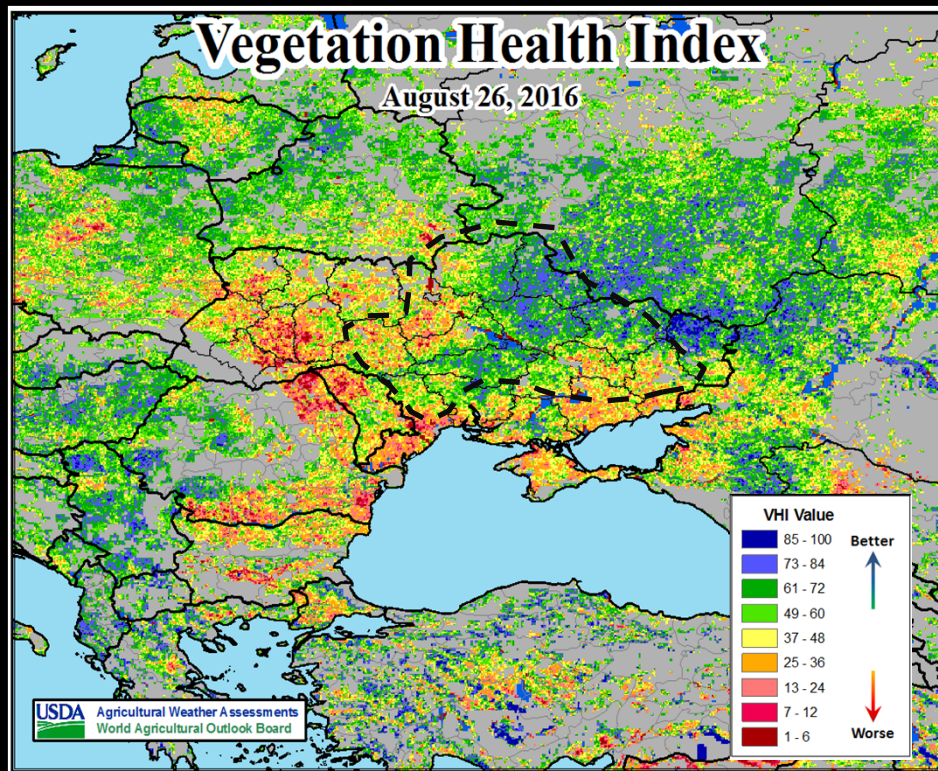 Vegetation Health Index
August 26, 2016
VHI Value
85 - 100
Better
73 - 84
61 - 72
49 - 60
37 - 48
25 - 36
13 - 24
7 - 12
1 - 6
Worse
USDA
Agricultural Weather Assessments
World Agricultural Outlook Board